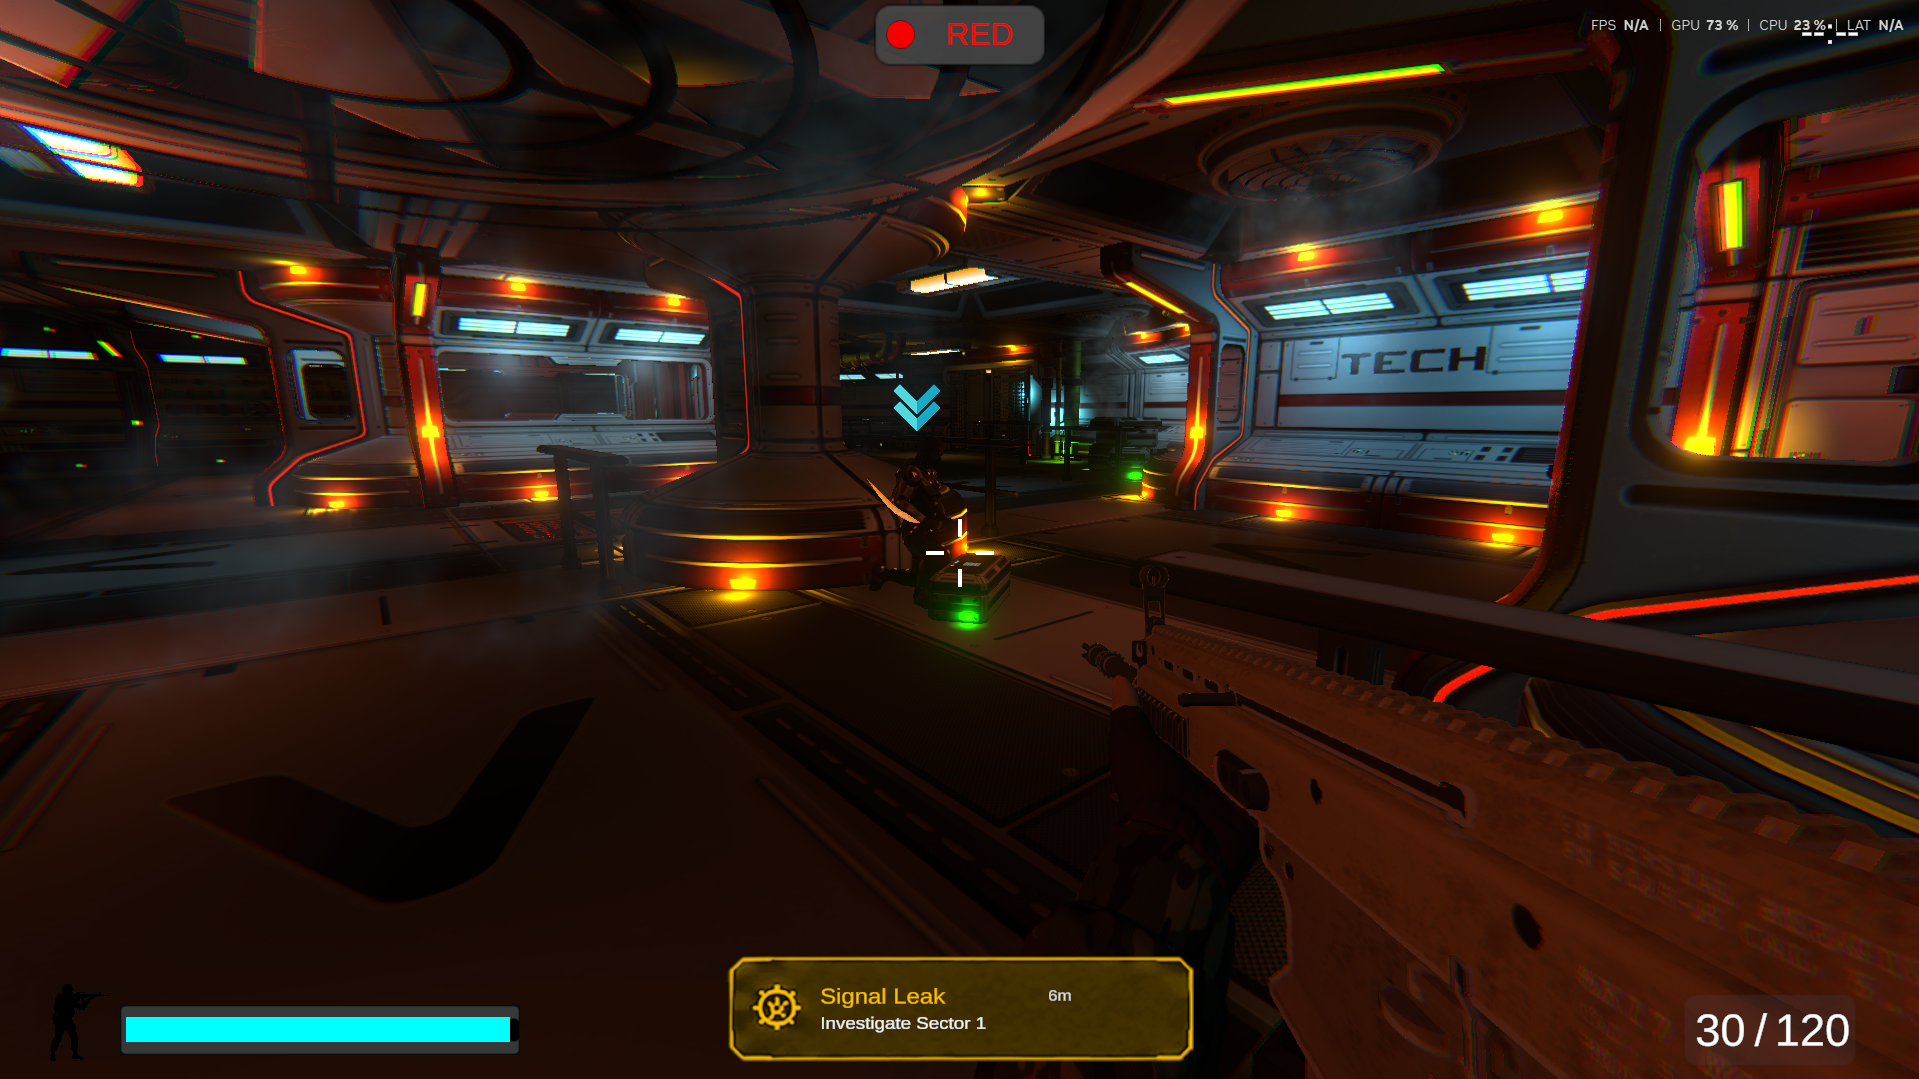 RED
FPS N/A | GPU 73 % | CPU 23 % | LAT N/A
TECH
Signal Leak 6m
Investigate Sector 1
30 / 120